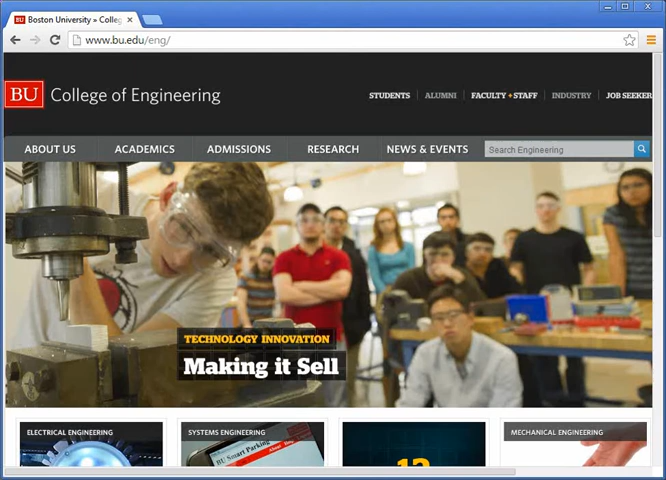 Boston University » Colleg
www.bu.edu/eng/
BU College of Engineering
STUDENTS ALUMNI FACULTY + STAFF INDUSTRY JOB SEEKER
ABOUT US ACADEMICS ADMISSIONS RESEARCH NEWS & EVENTS Search Engineering
TECHNOLOGY INNOVATION
Making it Sell
ELECTRICAL ENGINEERING SYSTEMS ENGINEERING MECHANICAL ENGINEERING
BU Smart Parking
12